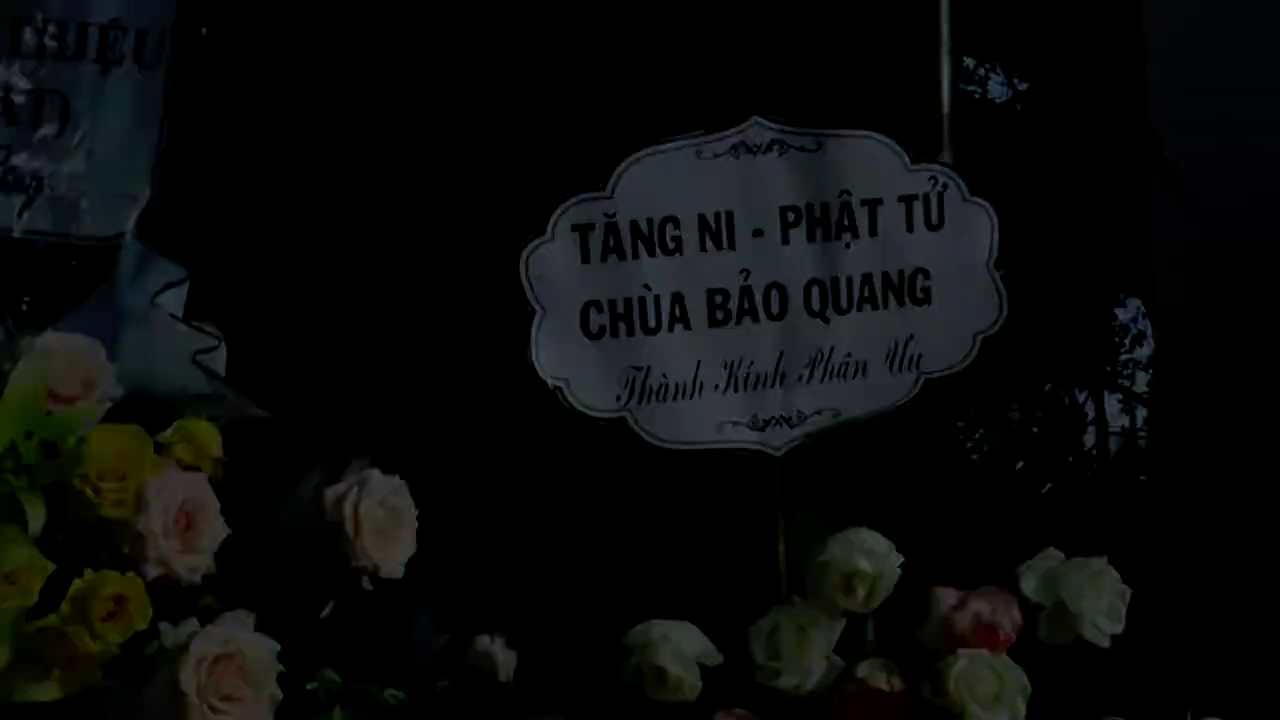 TĂNG NI - PHẬT TỬ
CHÙA BẢO QUANG
Thành Kính Phân Ưu